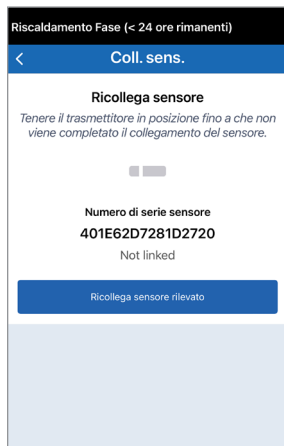 Riscaldamento Fase (< 24 ore rimanenti)
Coll. sens.
Ricollega sensore
Tenere il trasmettitore in posizione fino a che non
viene completato il collegamento del sensore.
Numero di serie sensore
401E62D7281D2720
Not linked
Ricollega sensore rilevato